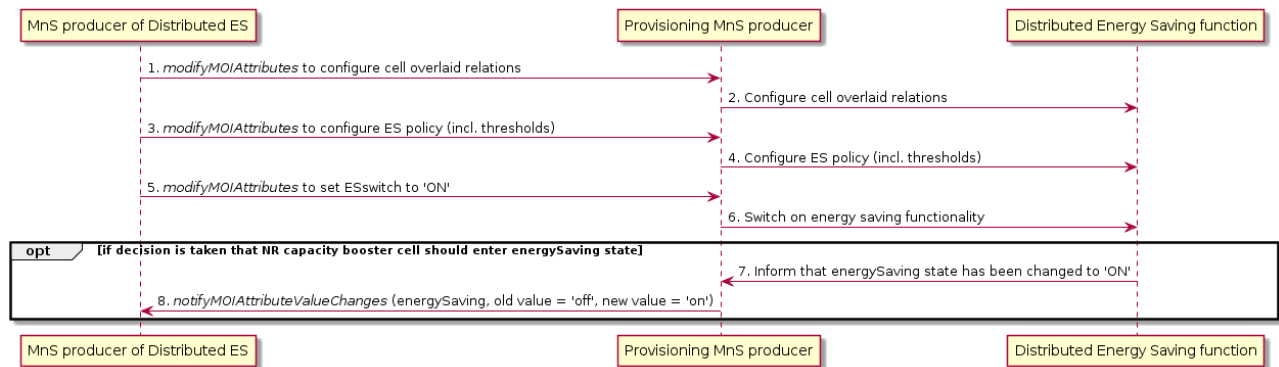 MnS producer of Distributed ES
Provisioning MnS producer
Distributed Energy Saving function
1. modifyMOIAttributes to configure cell overlaid relations
2. Configure cell overlaid relations
3. modifyMOIAttributes to configure ES policy (incl. thresholds)
4. Configure ES policy (incl. thresholds)
5. modifyMOIAttributes to set ESswitch to 'ON'
6. Switch on energy saving functionality
opt [if decision is taken that NR capacity booster cell should enter energySaving state]
7. Inform that energySaving state has been changed to 'ON'
8. notifyMOIAttributeValueChanges (energySaving, old value = 'off', new value = 'on')
MnS producer of Distributed ES
Provisioning MnS producer
Distributed Energy Saving function